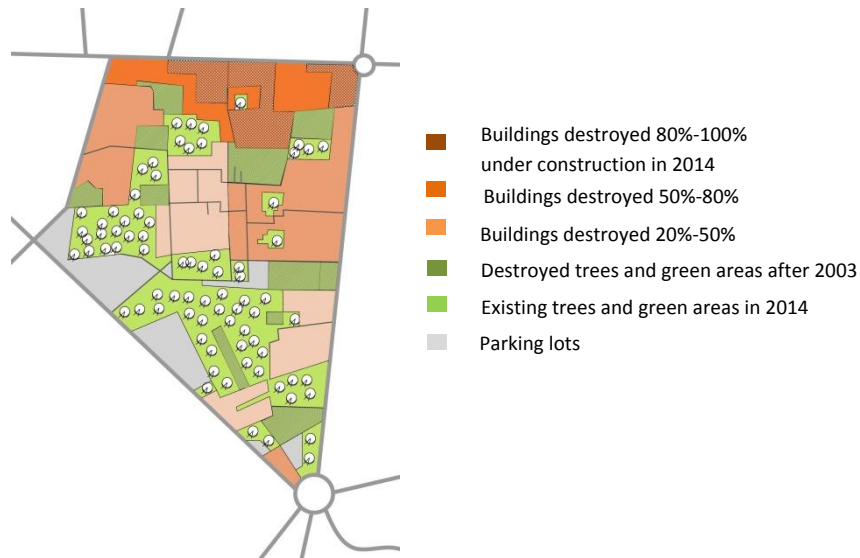 Buildings destroyed 80%-100%
under construction in 2014
Buildings destroyed 50%-80%
Buildings destroyed 20%-50%
Destroyed trees and green areas after 2003
Existing trees and green areas in 2014
Parking lots